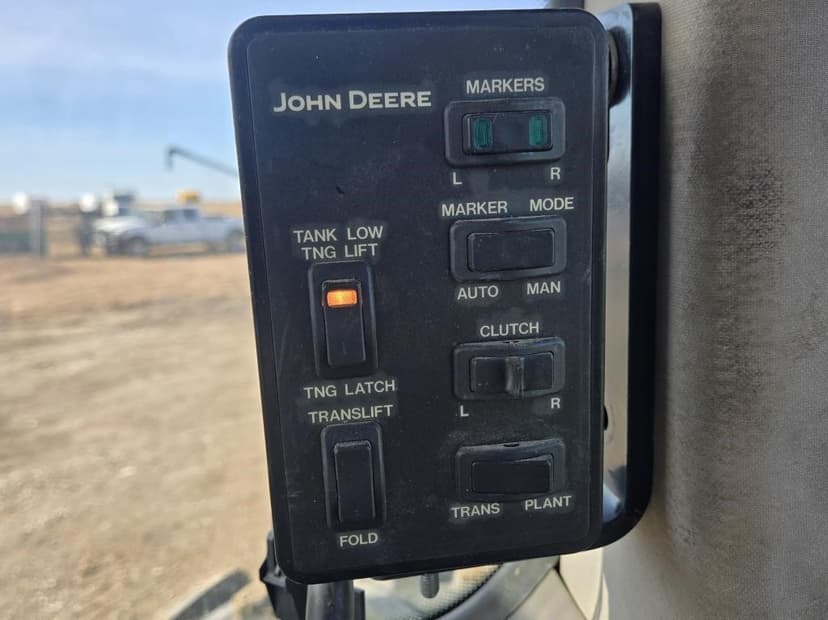 JOHN DEERE
MARKERS
L R
MARKER MODE
AUTO MAN
TANK LOW
TNG LIFT
TNG LATCH
CLUTCH
L R
TRANSLIFT
FOLD
TRANS PLANT